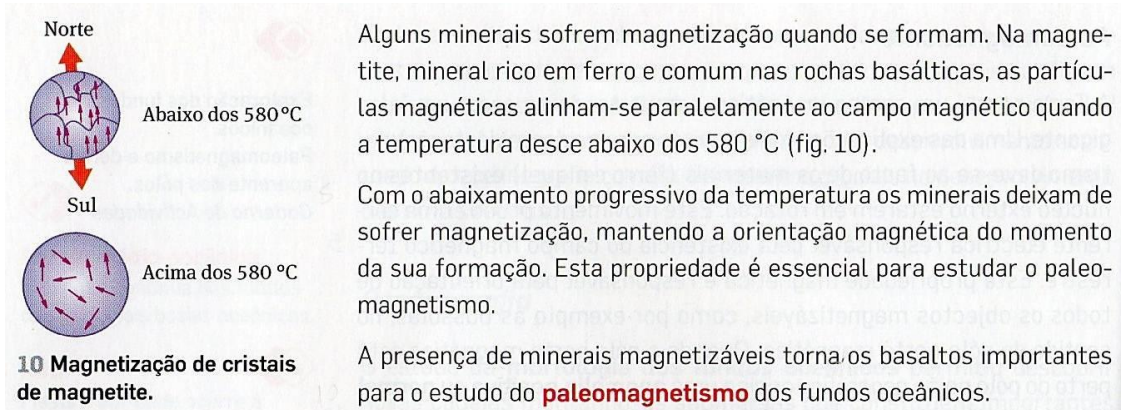 Norte
Abaixo dos 580 ºC
Sul
Acima dos 580 ºC
10 Magnetização de cristais
de magnetite.
Alguns minerais sofrem magnetização quando se formam. Na magne-
tite, mineral rico em ferro e comum nas rochas basálticas, as partícu-
las magnéticas alinham-se paralelamente ao campo magnético quando
a temperatura desce abaixo dos 580 °C (fig. 10).
Com o abaixamento progressivo da temperatura os minerais deixam de
sofrer magnetização, mantendo a orientação magnética do momento
da sua formação. Esta propriedade é essencial para estudar o paleo-
magnetismo.
A presença de minerais magnetizáveis torna os basaltos importantes
para o estudo do paleomagnetismo dos fundos oceânicos.